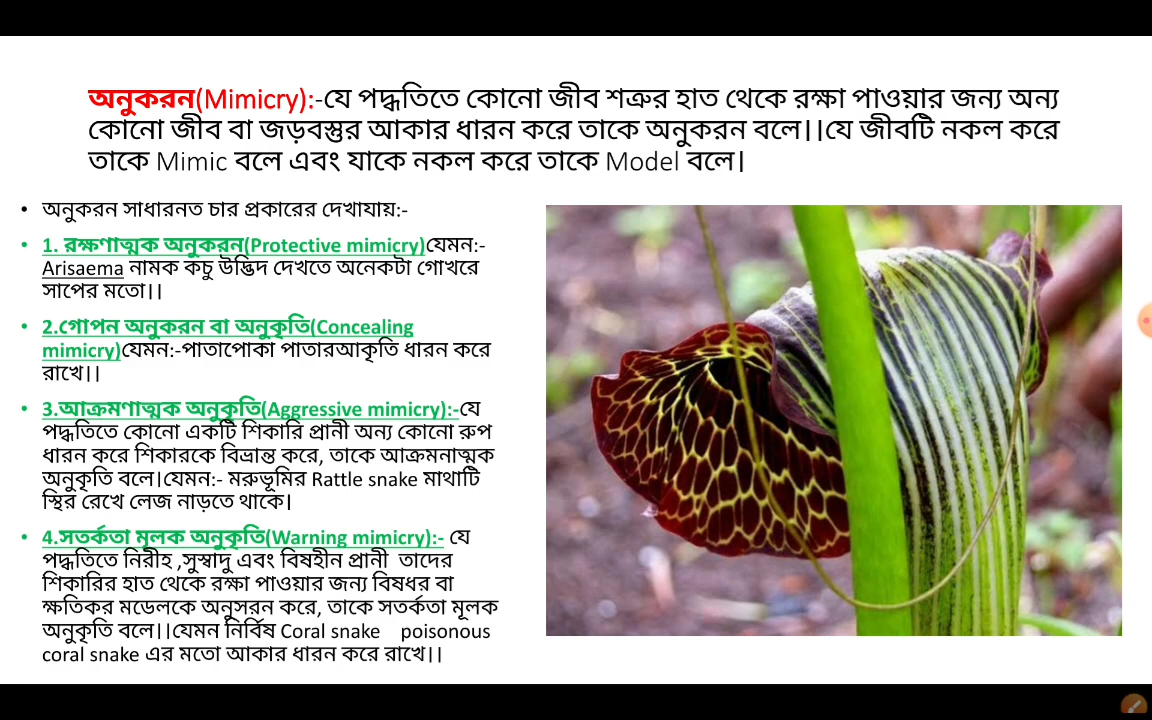 অনুকরন(Mimicry):-যে পদ্ধতিতে কোনো জীব শত্রুর হাত থেকে রক্ষা পাওয়ার জন্য অন্য
কোনো জীব বা জড়বস্তুর আকার ধারন করে তাকে অনুকরন বলে||যে জীবটি নকল করে
তাকে Mimic বলে এবং যাকে নকল করে তাকে Model বলে|
• অনুকরন সাধারনত চার প্রকারের দেখাযায়:-
• 1. রক্ষণাত্মক অনুকরন(Protective mimicry)যেমন:-
Arisaema নামক কচু উদ্ভিদ দেখতে অনেকটা গোখরে
সাপের মতো||
• 2.গোপন অনুকরন বা অনুকৃতি(Concealing
mimicry)যেমন:-পাতাপোকা পাতারআকৃতি ধারন করে
রাখে||
• 3.আক্রমণাত্মক অনুকৃতি(Aggressive mimicry):-যে
পদ্ধতিতে কোনো একটি শিকারি প্রানী অন্য কোনো রুপ
ধারন করে শিকারকে বিভ্রান্ত করে, তাকে আক্রমনাত্মক
অনুকৃতি বলে|যেমন:- মরুভূমির Rattle snake মাথাটি
স্থির রেখে লেজ নাড়তে থাকে|
• 4.সতর্কতা মূলক অনুকৃতি(Warning mimicry):- যে
পদ্ধতিতে নিরীহ ,সুস্বাদু এবং বিষহীন প্রানী তাদের
শিকারির হাত থেকে রক্ষা পাওয়ার জন্য বিষধর বা
ক্ষতিকর মডেলকে অনুসরন করে, তাকে সতর্কতা মূলক
অনুকৃতি বলে||যেমন নির্বিষ Coral snake poisonous
coral snake এর মতো আকার ধারন করে রাখে||